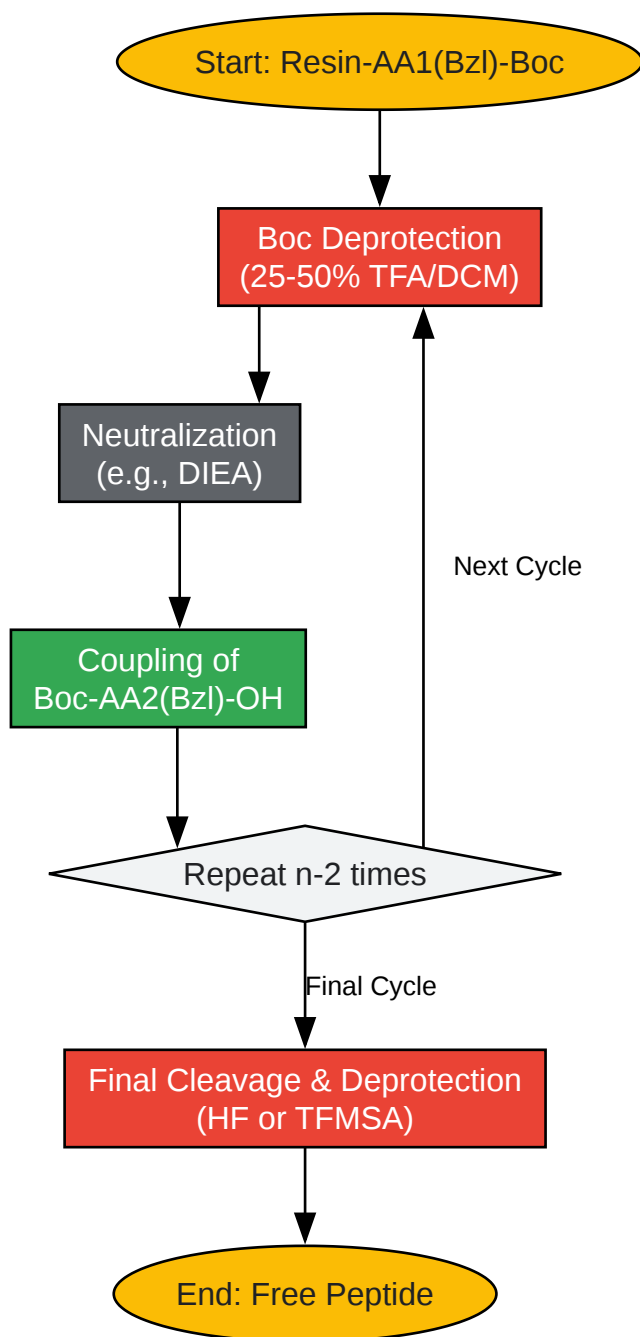 Start: Resin-AA1(Bzl)-Boc
Boc Deprotection
(25-50% TFA/DCM)
Neutralization
(e.g., DIEA)
Next Cycle
Coupling of
Boc-AA2(Bzl)-OH
Repeat n-2 times
Final Cycle
Final Cleavage & Deprotection
(HF or TFMSA)
End: Free Peptide